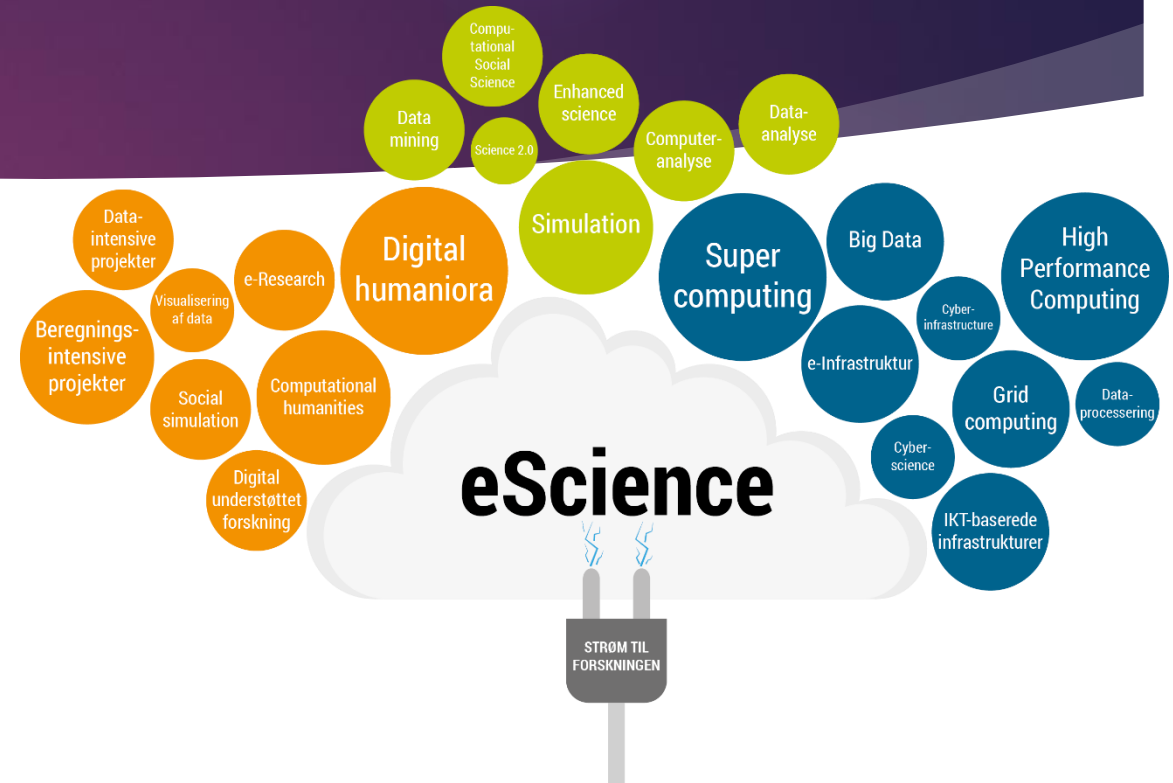 Compu-
tational
Social
Science
Enhanced
science
Data
mining
Science 2.0
Computer-
analyse
Data-
analyse
Simulation
Data-
intensive
projekter
e-Research
Digital
humaniora
Visualisering
af data
Beregnings-
intensive
projekter
Social
simulation
Computational
humanities
Digital
understøttet
forskning
Super
computing
Big Data
High
Performance
Computing
Cyber-
infrastructure
e-Infrastruktur
Grid
computing
Data-
processering
Cyber-
science
IKT-baserede
infrastrukturer
eScience
STRØM TIL
FORSKNINGEN